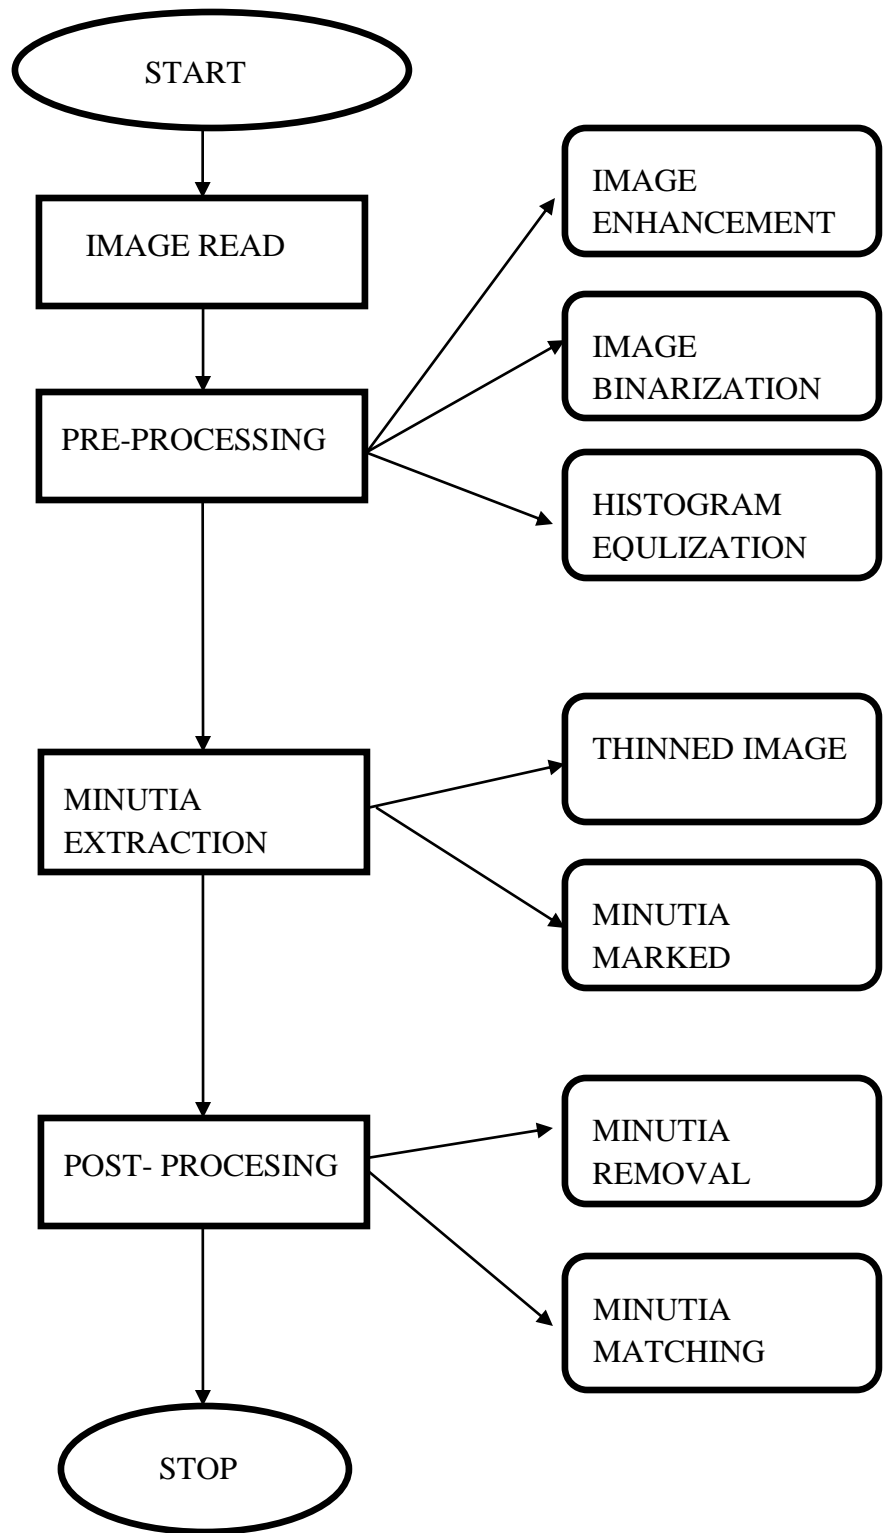 START
IMAGE READ
PRE-PROCESSING
IMAGE
ENHANCEMENT
IMAGE
BINARIZATION
HISTOGRAM
EQULIZATION
MINUTIA
EXTRACTION
THINNED IMAGE
MINUTIA
MARKED
POST- PROCESING
MINUTIA
REMOVAL
MINUTIA
MATCHING
STOP